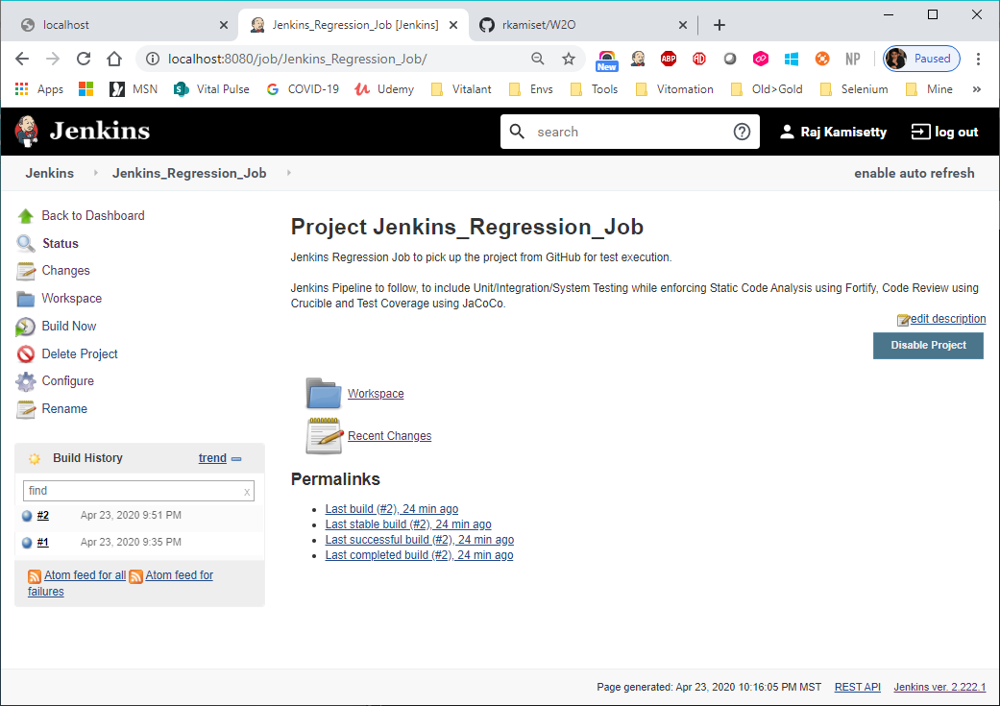 localhost
Jenkins_Regression_Job [Jenkins]
rkamiset/W2O
localhost:8080/job/Jenkins_Regression_Job/
New
ABP
NP
Paused
Apps
MSN
Vital Pulse
COVID-19
Udemy
Vitalant
Envs
Tools
Vitomation
Old>Gold
Selenium
Mine
»
Jenkins
search
Raj Kamisetty
log out
Jenkins
Jenkins_Regression_Job
enable auto refresh
Back to Dashboard
Status
Changes
Workspace
Build Now
Delete Project
Configure
Rename
Build History
trend
find
x
#2 Apr 23, 2020 9:51 PM
#1 Apr 23, 2020 9:35 PM
Atom feed for all Atom feed for
failures
Project Jenkins_Regression_Job
Jenkins Regression Job to pick up the project from GitHub for test execution.
Jenkins Pipeline to follow, to include Unit/Integration/System Testing while enforcing Static Code Analysis using Fortify, Code Review using
Crucible and Test Coverage using JaCoCo.
edit description
Disable Project
Workspace
Recent Changes
Permalinks
Last build (#2), 24 min ago
Last stable build (#2), 24 min ago
Last successful build (#2), 24 min ago
Last completed build (#2), 24 min ago
Page generated: Apr 23, 2020 10:16:05 PM MST
REST API
Jenkins ver. 2.222.1